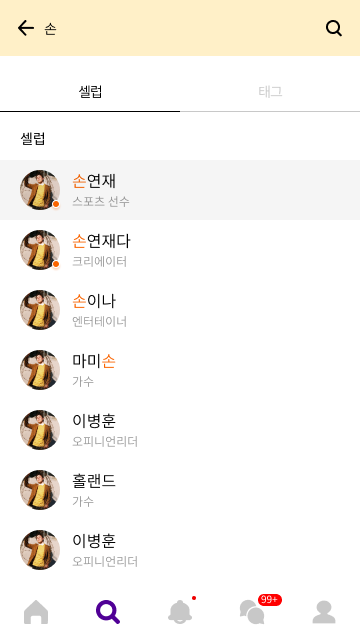 손
셀럽
태그
셀럽
손연재
스포츠 선수
손연재다
크리에이터
손이나
엔터테이너
마미손
가수
이병훈
오피니언리더
홀랜드
가수
이병훈
오피니언리더
99+